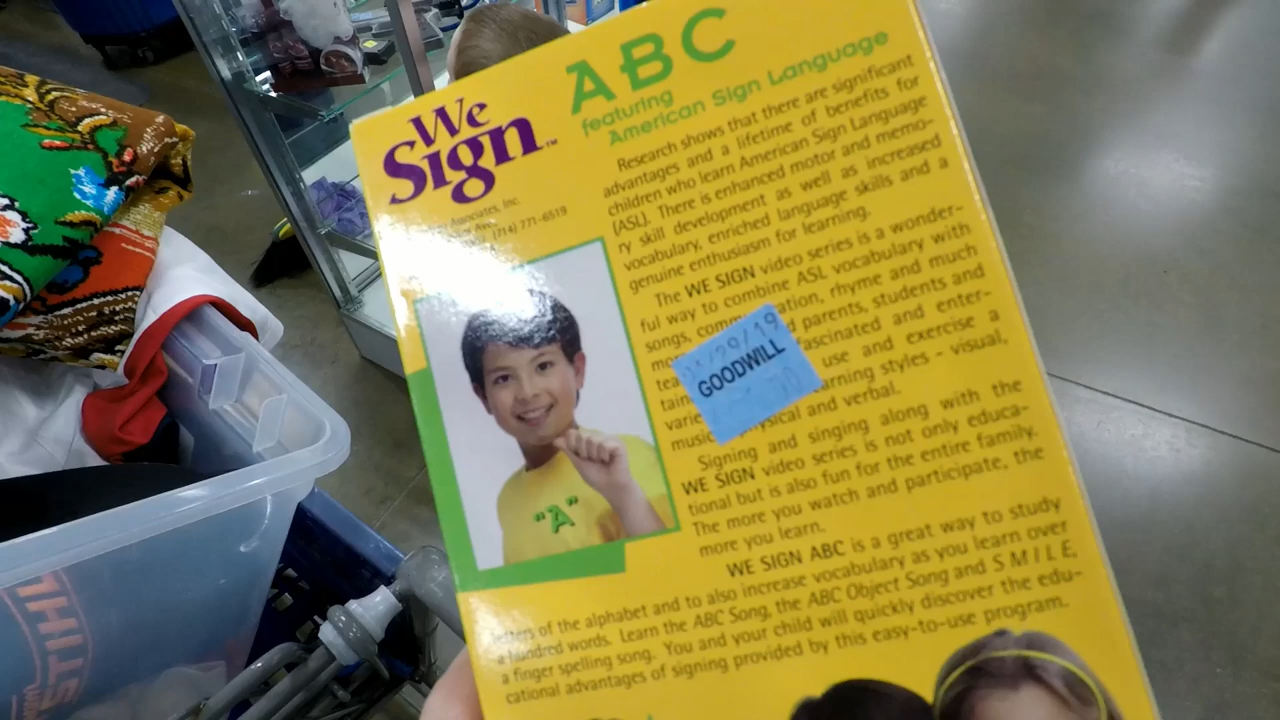 ABC
featuring
American Sign Language
We
Sign™
Associates, Inc.
Ave.
(714) 771-6519
Research shows that there are significant
advantages and a lifetime of benefits for
children who learn American Sign Language
(ASL). There is enhanced motor and memo-
ry skill development as well as increased
vocabulary, enriched language skills and a
genuine enthusiasm for learning.
The WE SIGN video series is a wonder-
ful way to combine ASL vocabulary with
songs, rhyme and much
parents, students and
fascinated and enter-
use and exercise a
styles - visual,
and verbal.
/29/19
GOODWILL
Signing and singing along with the
WE SIGN video series is not only educa-
tional but is also fun for the entire family.
The more you watch and participate, the
more you learn.
"A"
WE SIGN ABC is a great way to study
letters of the alphabet and to also increase vocabulary as you learn over
a hundred words. Learn the ABC Song, the ABC Object Song and S M I L E,
a finger spelling song. You and your child will quickly discover the edu-
cational advantages of signing provided by this easy-to-use program.
STIHL